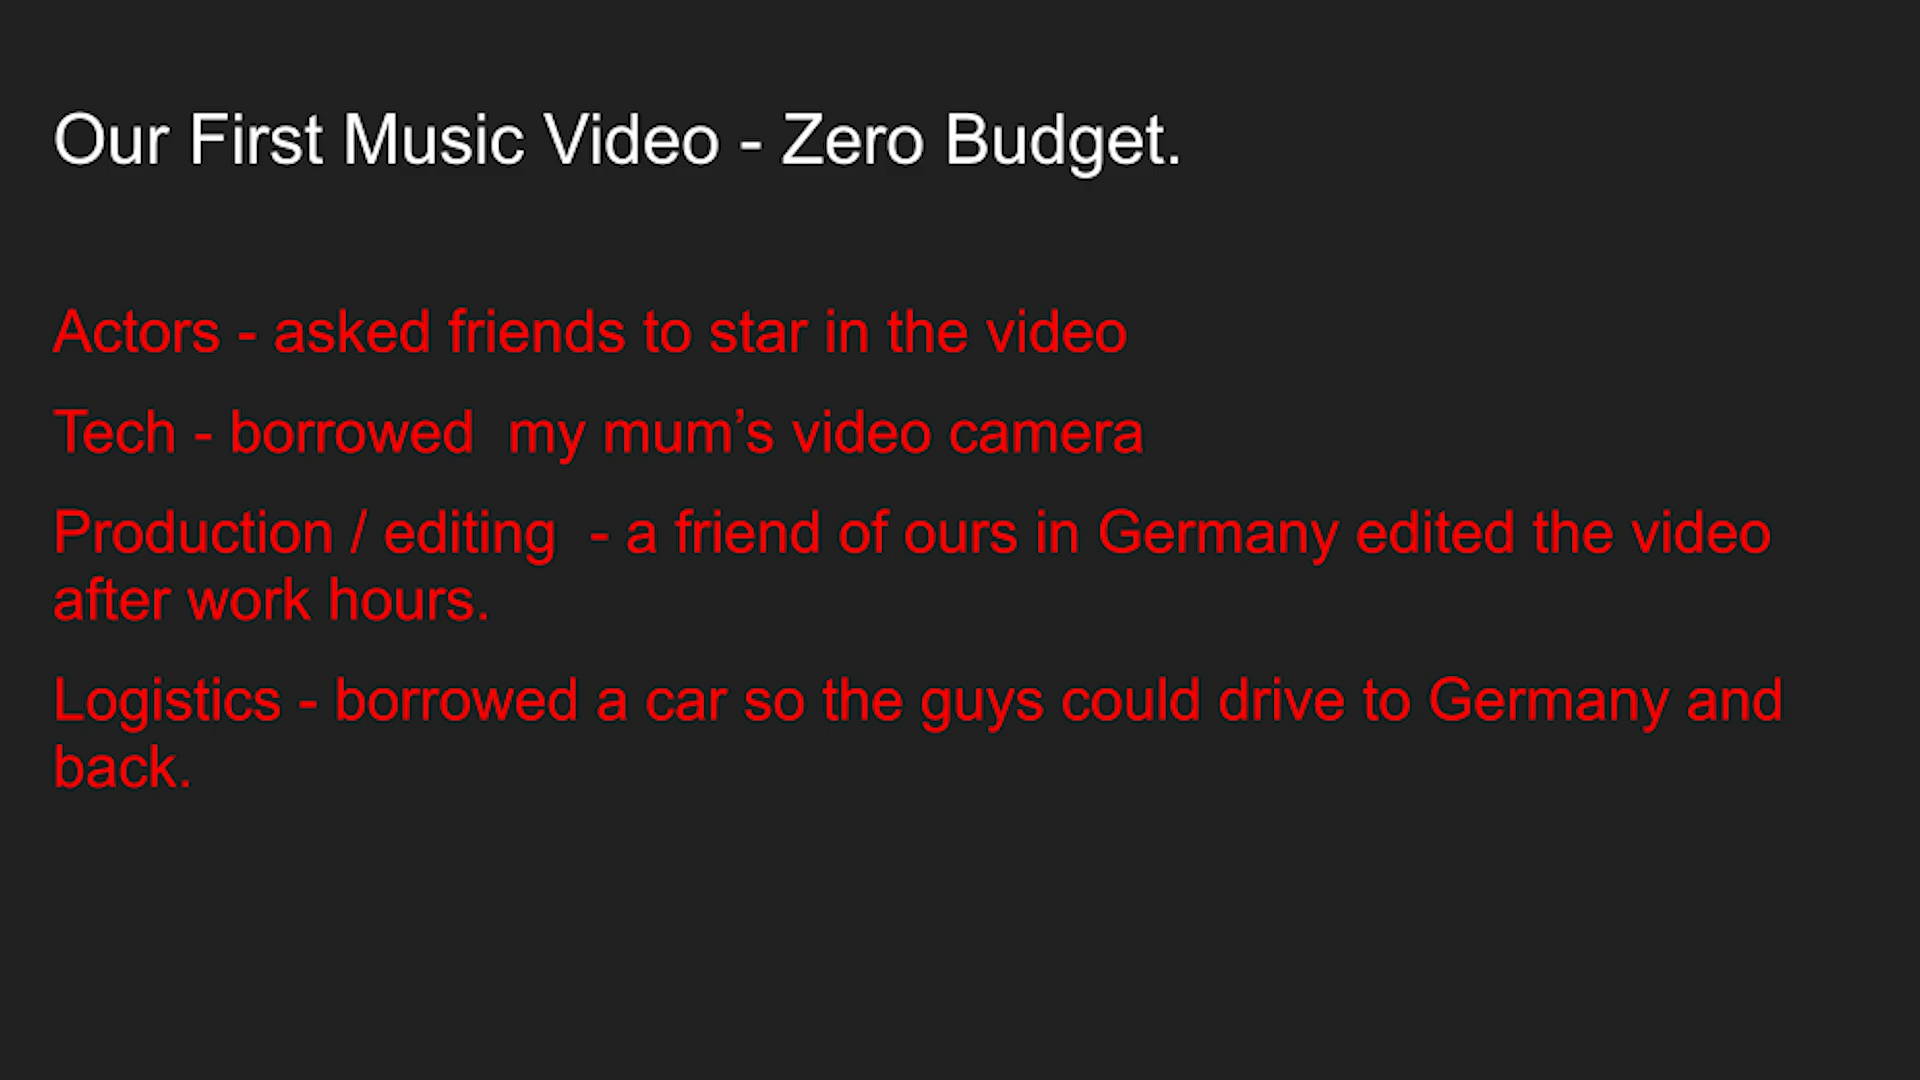 Our First Music Video - Zero Budget.
Actors - asked friends to star in the video
Tech - borrowed  my mum’s video camera
Production / editing  - a friend of ours in Germany edited the video
after work hours.
Logistics - borrowed a car so the guys could drive to Germany and
back.